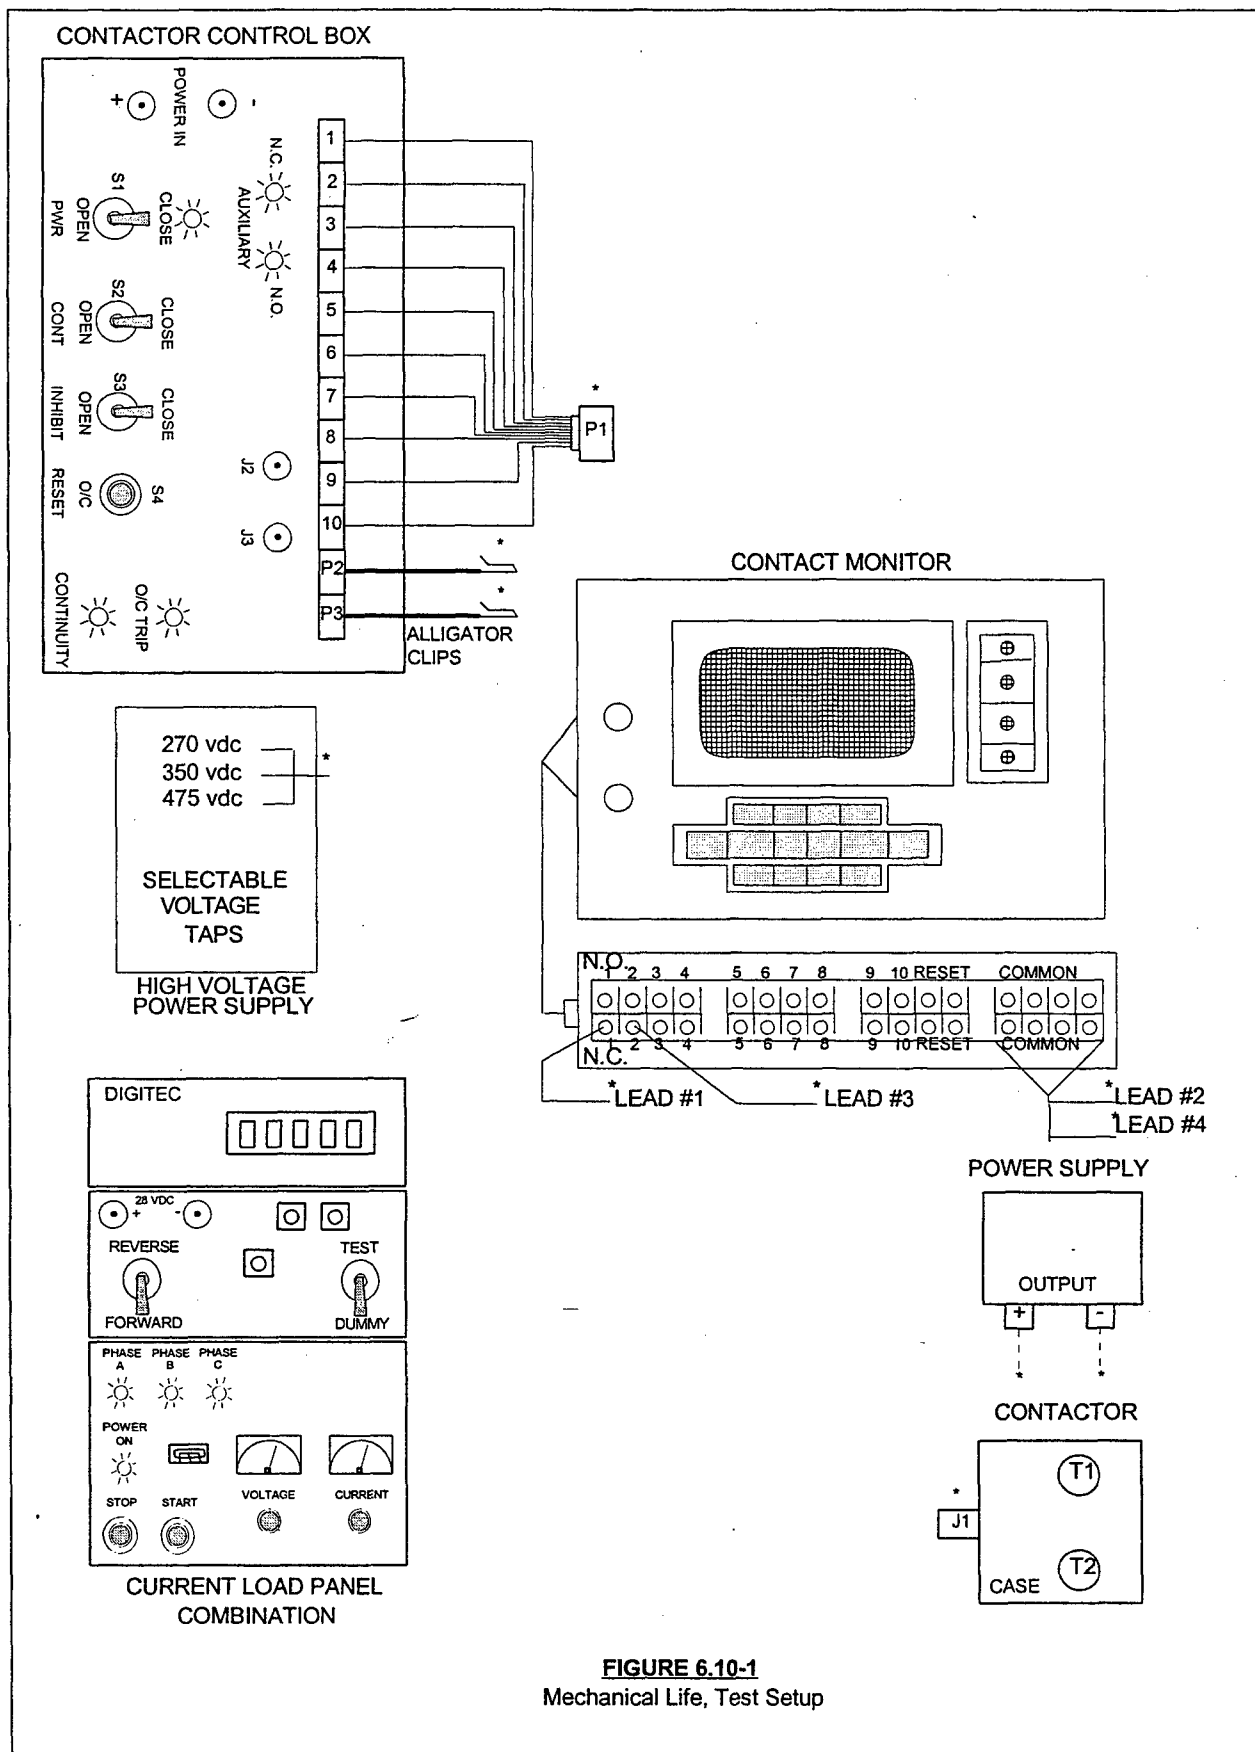 CONTACTOR CONTROL BOX
+ POWER IN -
N.C.
AUXILIARY
N.O.
S1
OPEN CLOSE
PWR
S2
OPEN CLOSE
CONT
S3
OPEN CLOSE
INHIBIT
S4
O/C
RESET
J2
J3
O/C TRIP
CONTINUITY
1
2
3
4
5
6
7
8
9
10
P2
P3
*
P1
*
*
ALLIGATOR
CLIPS
CONTACT MONITOR
270 vdc
350 vdc *
475 vdc
SELECTABLE
VOLTAGE
TAPS
HIGH VOLTAGE
POWER SUPPLY
N.O.
1 2 3 4 5 6 7 8 9 10 RESET COMMON
1 2 3 4 5 6 7 8 9 10 RESET COMMON
N.C.
*LEAD #1 *LEAD #3 *LEAD #2
*LEAD #4
DIGITEC
28 VDC
+ -
REVERSE TEST
FORWARD DUMMY
PHASE PHASE PHASE
A B C
POWER
ON
STOP START VOLTAGE CURRENT
CURRENT LOAD PANEL
COMBINATION
POWER SUPPLY
OUTPUT
+ -
* *
CONTACTOR
T1
*
J1
T2
CASE
FIGURE 6.10-1
Mechanical Life, Test Setup